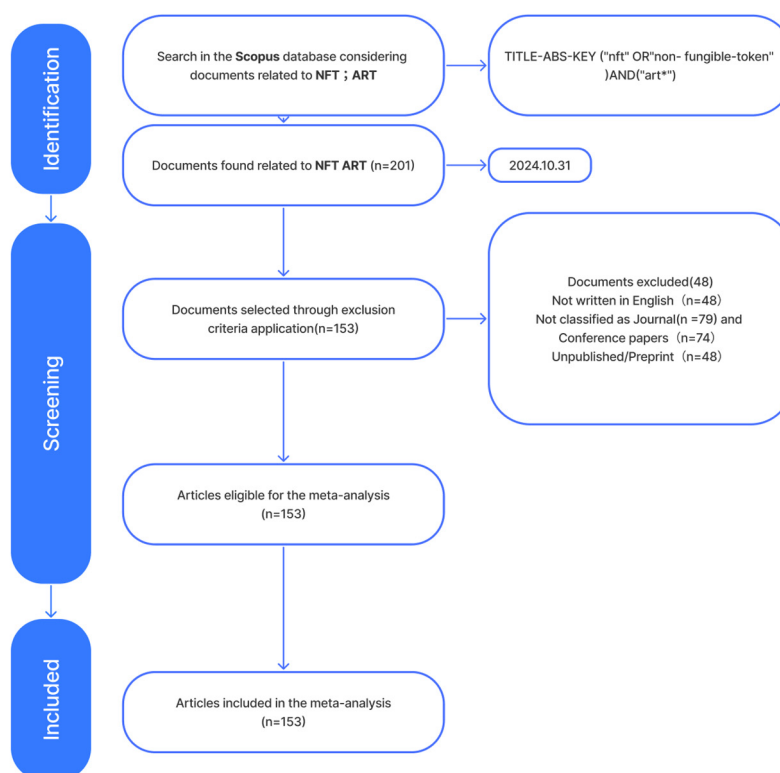 Identification
Search in the Scopus database considering
documents related to NFT；ART
TITLE-ABS-KEY ("nft" OR"non- fungible-token"
)AND("art*")
Documents found related to NFT ART (n=201)
2024.10.31
Screening
Documents selected through exclusion
criteria application(n=153)
Documents excluded(48)
Not written in English（n=48）
Not classified as Journal(n =79) and
Conference papers（n=74）
Unpublished/Preprint（n=48）
Articles eligible for the meta-analysis
(n=153)
Included
Articles included in the meta-analysis
(n=153)